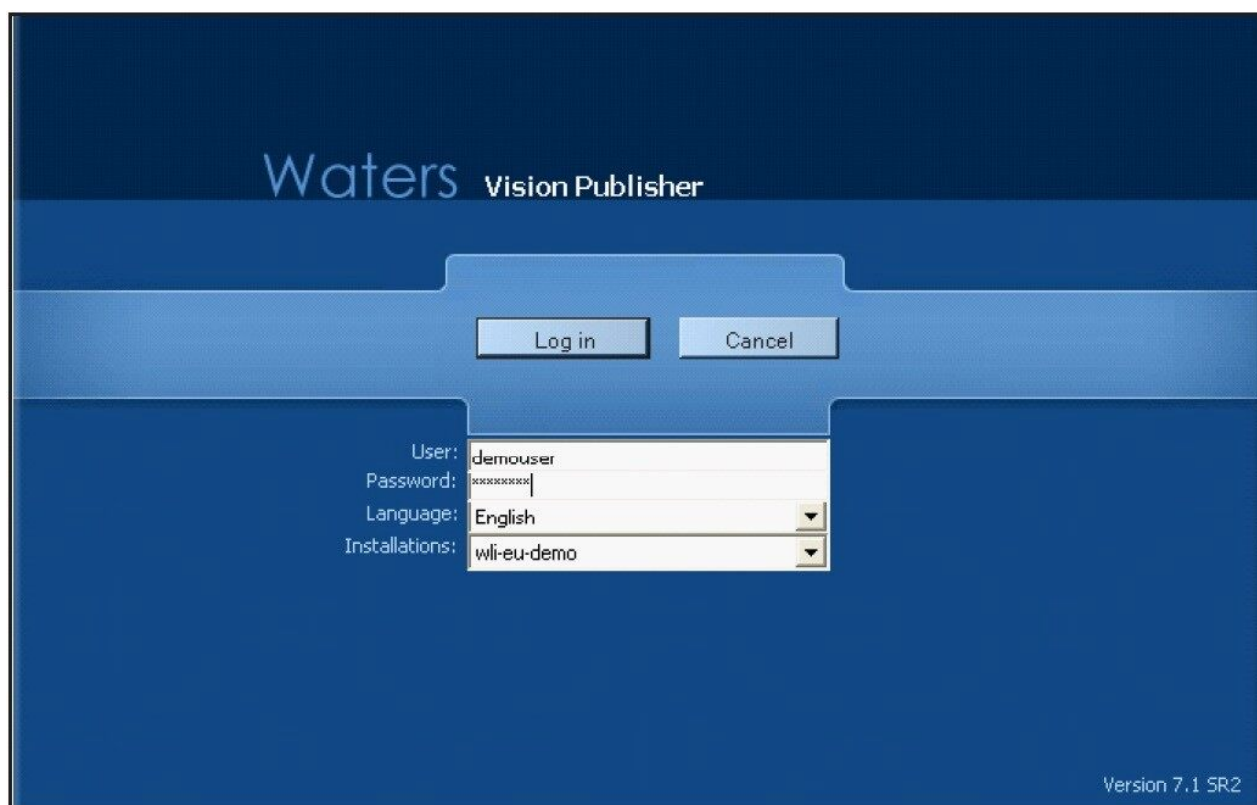 Waters Vision Publisher
Log in Cancel
User: demouser
Password: ********
Language: English
Installations: wli-eu-demo
Version 7.1 SR2